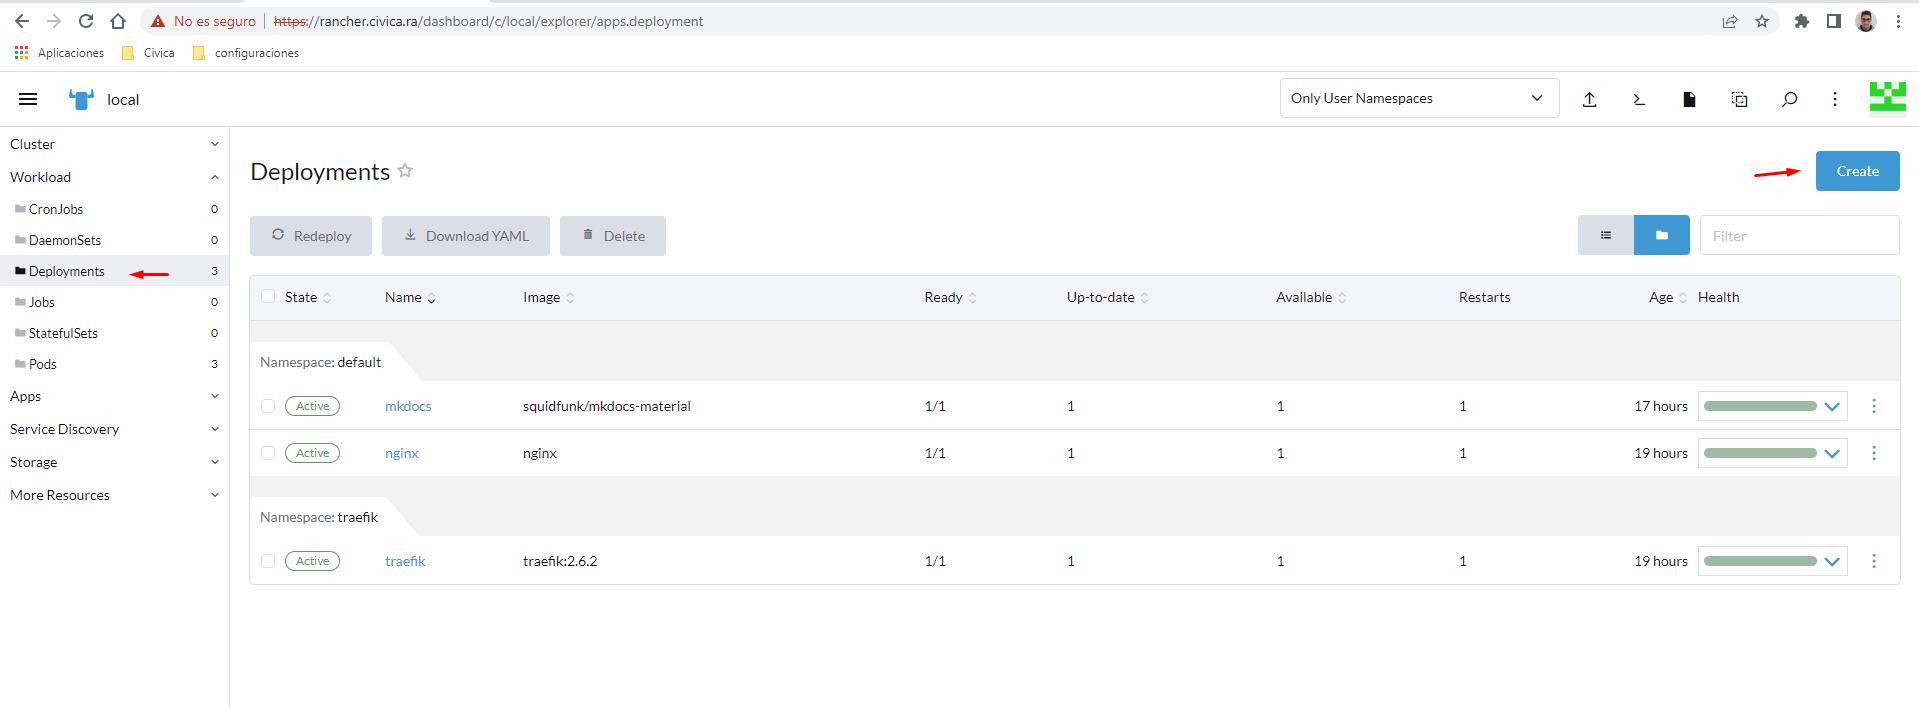 No es seguro | https://rancher.civica.ra/dashboard/c/local/explorer/apps.deployment
Aplicaciones Civica configuraciones
local Only User Namespaces
Cluster
Workload
CronJobs 0
DaemonSets 0
Deployments 3
Jobs 0
StatefulSets 0
Pods 3
Apps
Service Discovery
Storage
More Resources
Deployments Create
Redeploy Download YAML Delete Filter
State Name Image Ready Up-to-date Available Restarts Age Health
Namespace: default
Active mkdocs squidfunk/mkdocs-material 1/1 1 1 1 17 hours
Active nginx nginx 1/1 1 1 1 19 hours
Namespace: traefik
Active traefik traefik:2.6.2 1/1 1 1 1 19 hours